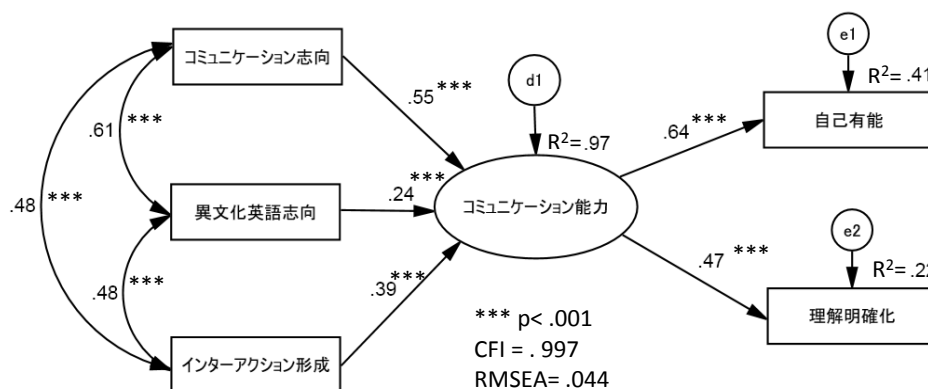 コミュニケーション志向
.55 ***
.61
***
.48
***
異文化英語志向
.24
***
.48
***
インターアクション形成
.39 ***
d1
R²= .97
コミュニケーション能力
.64 ***
e1
R²= .41
自己有能
.47 ***
e2
R²= .22
理解明確化
*** p< .001
CFI = . 997
RMSEA= .044